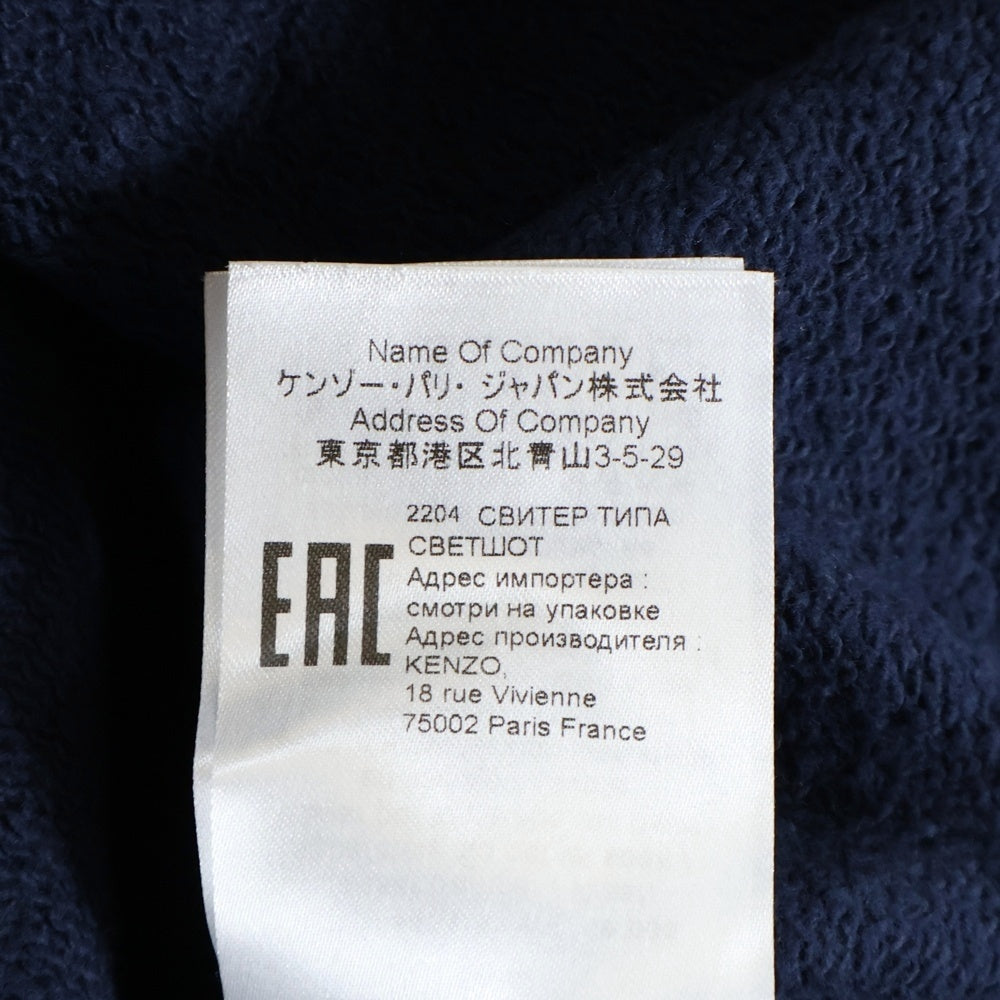 Name Of Company
ケンゾー・パリ・ジャパン株式会社
Address Of Company
東京都港区北青山3-5-29
2204 СВИТЕР ТИПА
СВЕТШОТ
EAC
Адрес импортера :
смотри на упаковке
Адрес производителя :
KENZO,
18 rue Vivienne
75002 Paris France